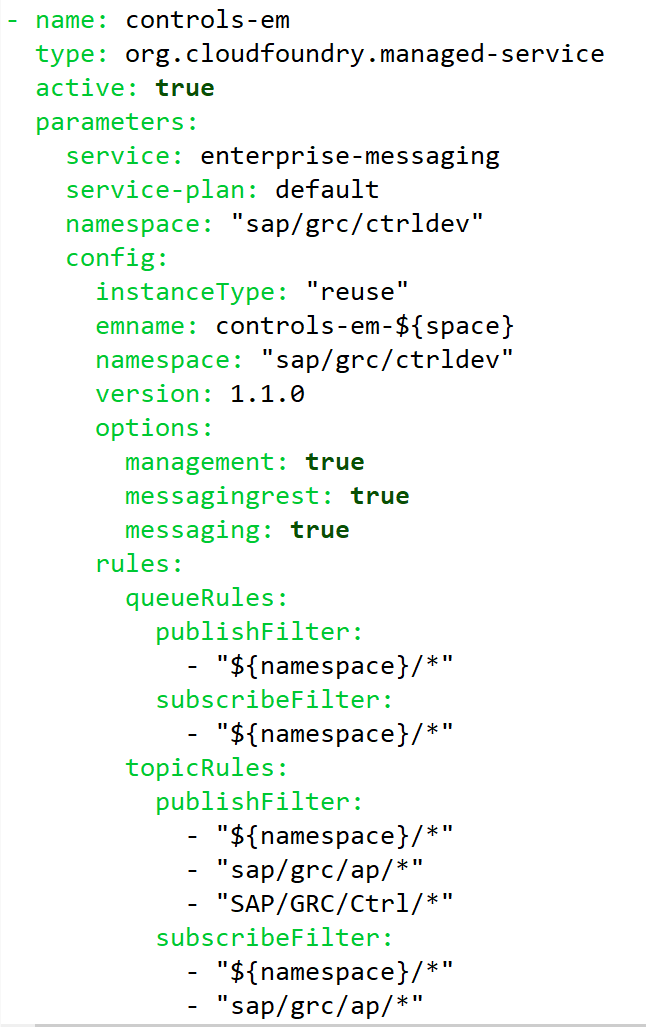 - name: controls-em
  type: org.cloudfoundry.managed-service
  active: true
  parameters:
    service: enterprise-messaging
    service-plan: default
    namespace: "sap/grc/ctrldev"
    config:
      instanceType: "reuse"
      emname: controls-em-${space}
      namespace: "sap/grc/ctrldev"
      version: 1.1.0
      options:
        management: true
        messagingrest: true
        messaging: true
      rules:
        queueRules:
          publishFilter:
            - "${namespace}/*"
          subscribeFilter:
            - "${namespace}/*"
        topicRules:
          publishFilter:
            - "${namespace}/*"
            - "sap/grc/ap/*"
            - "SAP/GRC/Ctrl/*"
          subscribeFilter:
            - "${namespace}/*"
            - "sap/grc/ap/*"